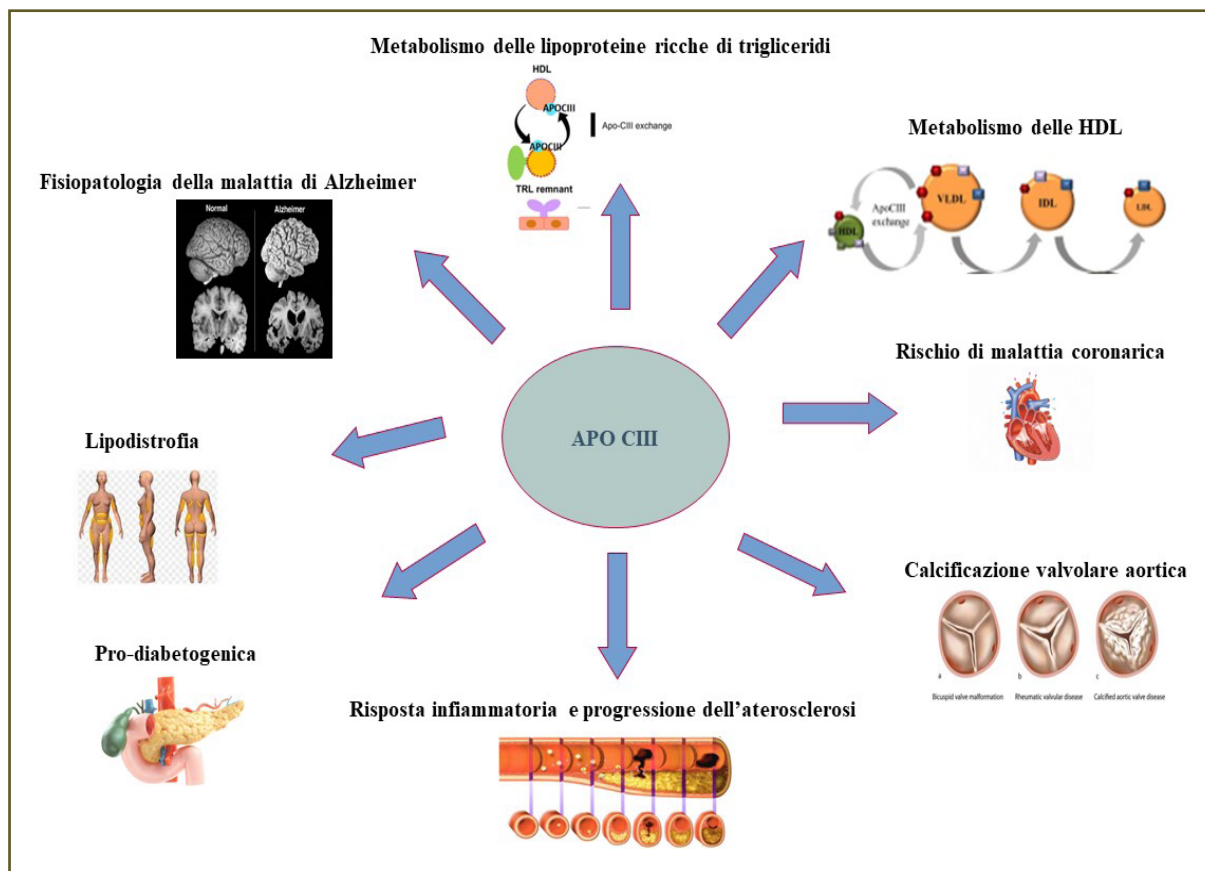 Metabolismo delle lipoproteine ricche di trigliceridi
HDL
APOCIII
Apo-CIII exchange
APOCIII
TRL remnant
Metabolismo delle HDL
VLDL
IDL
LDL
ApoCIII
exchange
HDL
Fisiopatologia della malattia di Alzheimer
Normal
Alzheimer
Rischio di malattia coronarica
APO CIII
Lipodistrofia
Calcificazione valvolare aortica
a
b
c
Bicuspid valve malformation
Rheumatic valvular disease
Calcified aortic valve disease
Pro-diabetogenica
Risposta infiammatoria e progressione dell'aterosclerosi